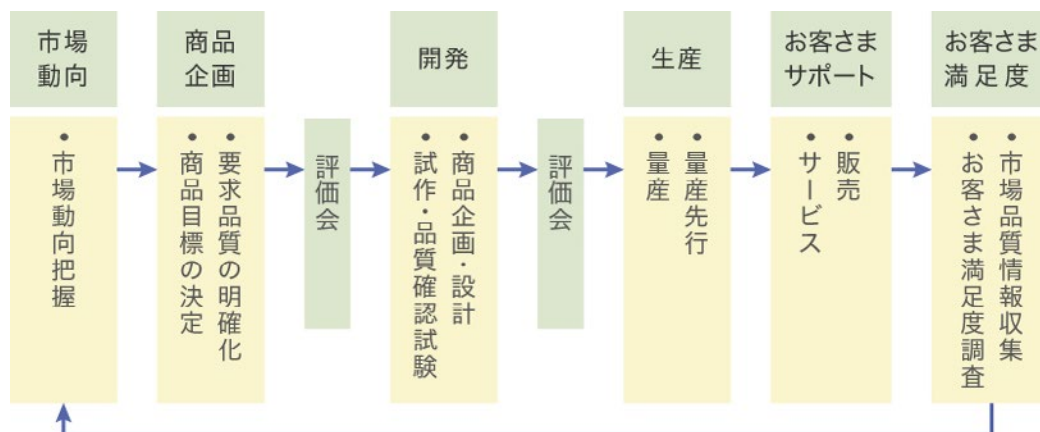 市場
動向
・市場動向把握
商品
企画
・要求品質の明確化
・商品目標の決定
評価会
開発
・商品企画・設計
・試作・品質確認試験
評価会
生産
・量産先行
・量産
お客さま
サポート
・販売
・サービス
お客さま
満足度
・市場品質情報収集
・お客さま満足度調査